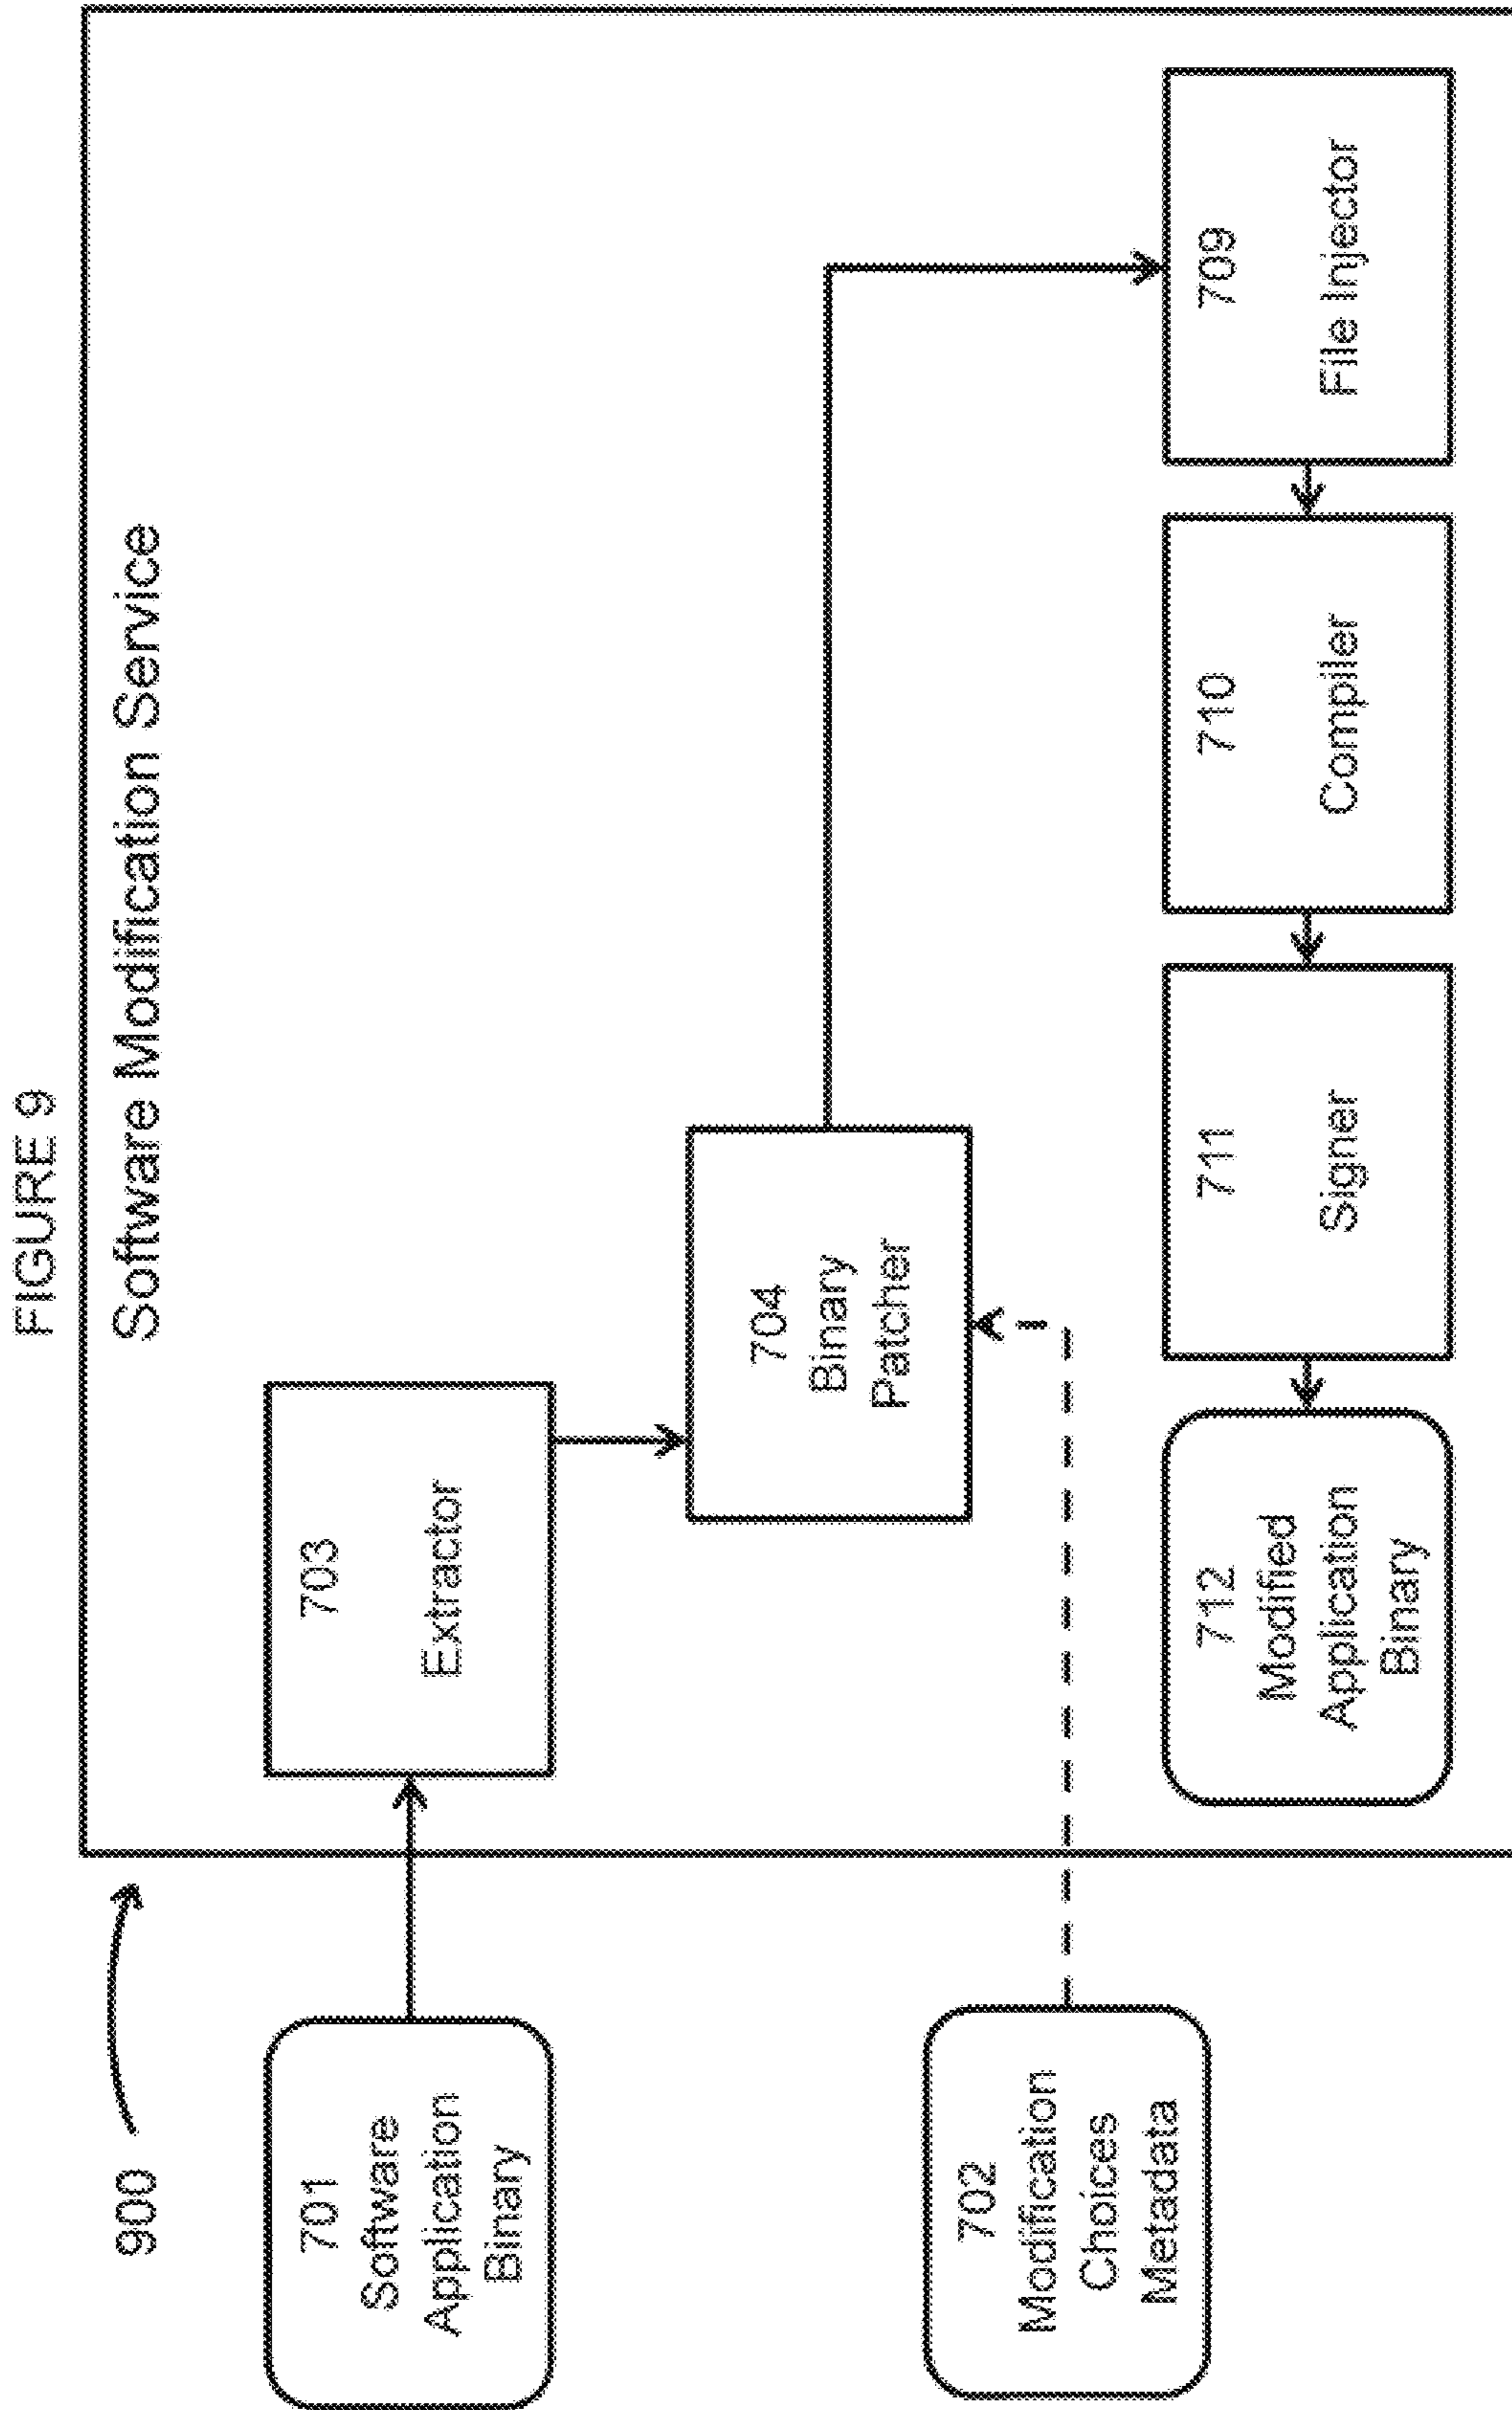 FIGURE 9
900
Software Modification Service
701
Software
Application
Binary
703
Extractor
704
Binary
Patcher
702
Modification
Choices
Metadata
712
Modified
Application
Binary
711
Signer
710
Compiler
709
File Injector